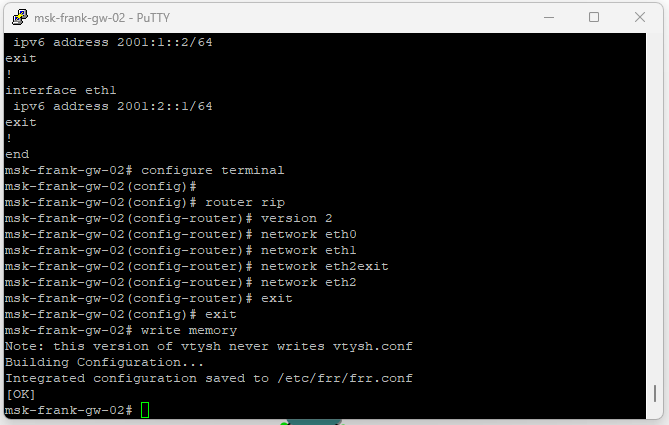 msk-frank-gw-02 - PuTTY
ipv6 address 2001:1::2/64
exit
!
interface eth1
ipv6 address 2001:2::1/64
exit
!
end
msk-frank-gw-02# configure terminal
msk-frank-gw-02(config)#
msk-frank-gw-02(config)# router rip
msk-frank-gw-02(config-router)# version 2
msk-frank-gw-02(config-router)# network eth0
msk-frank-gw-02(config-router)# network eth1
msk-frank-gw-02(config-router)# network eth2exit
msk-frank-gw-02(config-router)# network eth2
msk-frank-gw-02(config-router)# exit
msk-frank-gw-02(config)# exit
msk-frank-gw-02# write memory
Note: this version of vtysh never writes vtysh.conf
Building Configuration...
Integrated configuration saved to /etc/frr/frr.conf
[OK]
msk-frank-gw-02#